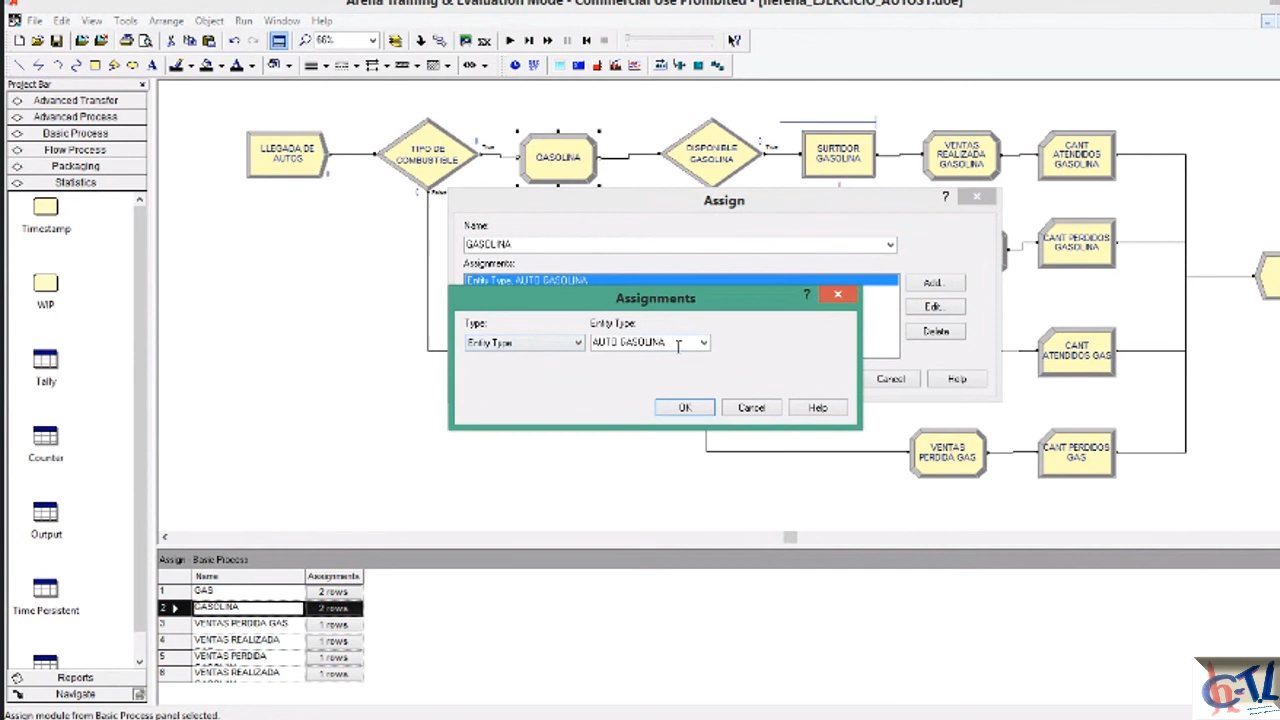 Arena Training & Evaluation Mode - Commercial Use Prohibited - [herena_EJERCICIO_AUTOS1.doe]
File Edit View Tools Arrange Object Run Window Help
66%
Project Bar
Advanced Transfer
Advanced Process
Basic Process
Flow Process
Packaging
Statistics
Timestamp
WIP
Tally
Counter
Output
Time Persistent
Reports
Navigate
LLEGADA DE
AUTOS
TIPO DE
COMBUSTIBLE
True
False
GASOLINA
DISPONIBLE
GASOLINA
True
SURTIDOR
GASOLINA
VENTAS
REALIZADA
GASOLINA
CANT
ATENDIDOS
GASOLINA
CANT PERDIDOS
GASOLINA
CANT
ATENDIDOS GAS
VENTAS
PERDIDA GAS
CANT PERDIDOS
GAS
Assign
?
Name:
GASOLINA
Assignments:
Entity Type, AUTO GASOLINA
Add...
Edit...
Delete
Cancel
Help
Assignments
?
Type:
Entity Type:
Entity Type
AUTO GASOLINA
OK
Cancel
Help
Assign - Basic Process
Name Assignments
1 GAS 2 rows
2 GASOLINA 2 rows
3 VENTAS PERDIDA GAS 1 rows
4 VENTAS REALIZADA 1 rows
5 VENTAS PERDIDA 1 rows
6 VENTAS REALIZADA 1 rows
Assign module from Basic Process panel selected.